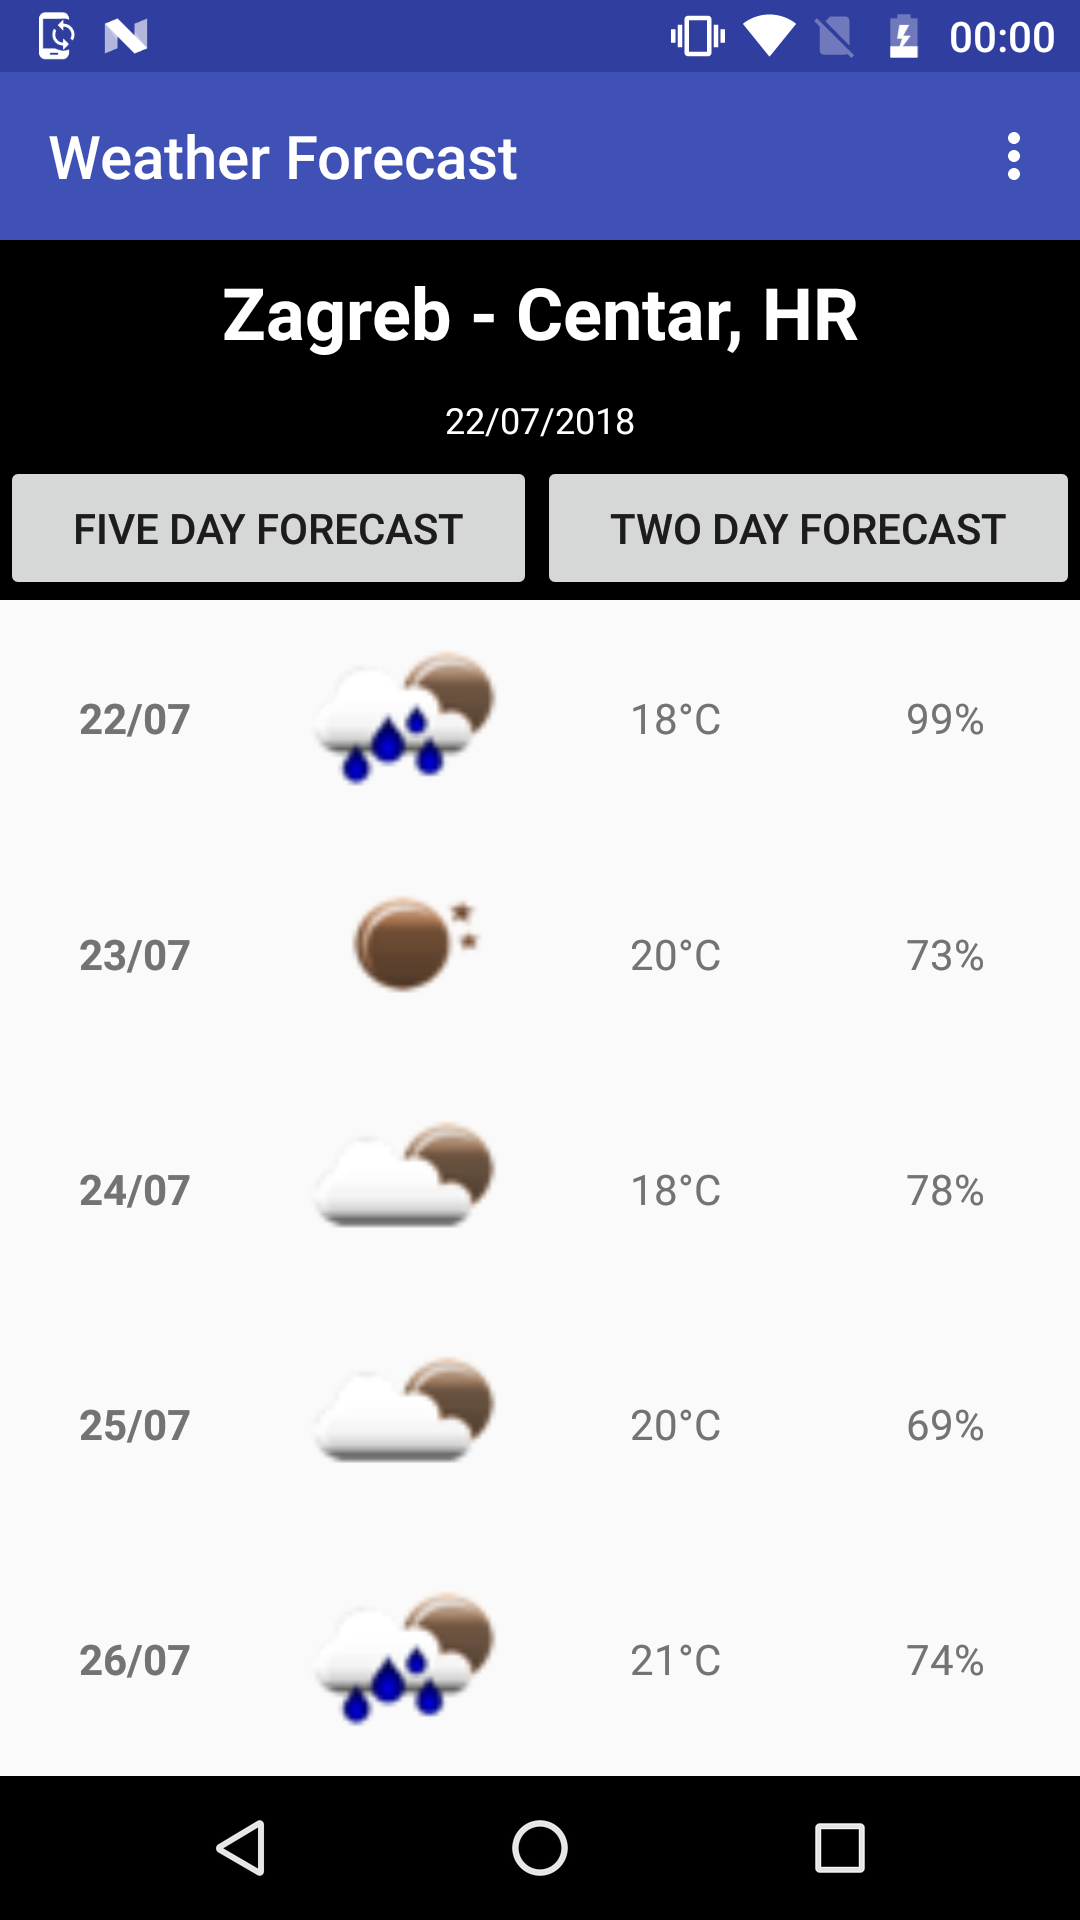 00:00
Weather Forecast
Zagreb - Centar, HR
22/07/2018
FIVE DAY FORECAST TWO DAY FORECAST
22/07 18°C 99%
23/07 20°C 73%
24/07 18°C 78%
25/07 20°C 69%
26/07 21°C 74%